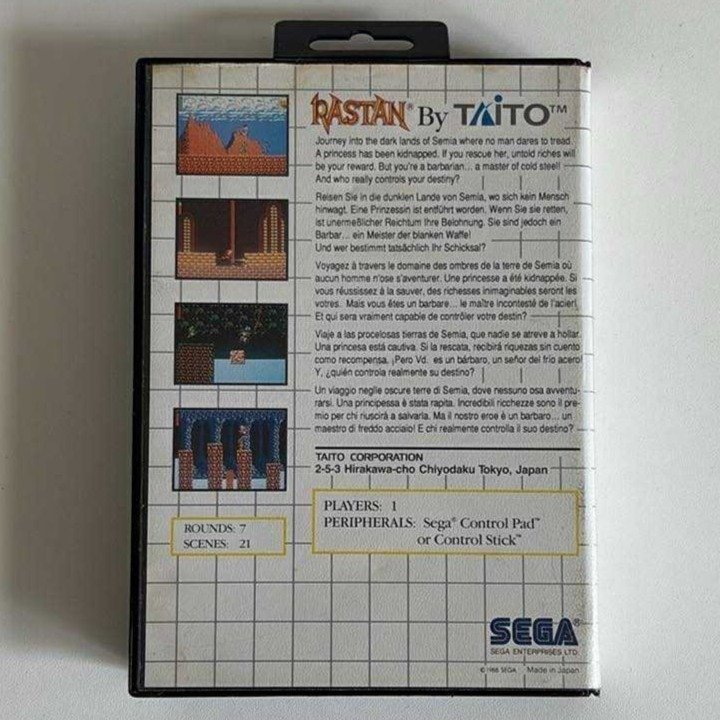 RASTAN® By TAITO™
Journey into the dark lands of Semia where no man dares to tread.
A princess has been kidnapped. If you rescue her, untold riches will
be your reward. But you're a barbarian... a master of cold steel!
And who really controls your destiny?
Reisen Sie in die dunklen Lande von Semia, wo sich kein Mensch
hinwagt. Eine Prinzessin ist entführt worden. Wenn Sie sie retten,
ist unermeßlicher Reichtum Ihre Belohnung. Sie sind jedoch ein
Barbar... ein Meister der blanken Waffe!
Und wer bestimmt tatsächlich Ihr Schicksal?
Voyagez à travers le domaine des ombres de la terre de Semia où
aucun homme n'ose s'aventurer. Une princesse a été kidnappée. Si
vous réussissez à la sauver, des richesses inimaginables seront les
votres. Mais vous êtes un barbare... le maître incontesté de l'acier!
Et qui sera vraiment capable de contrôler votre destin?
Viaje a las procelosas tierras de Semia, que nadie se atreve a hollar.
Una princesa está cautiva. Si la rescata, recibirá riquezas sin cuento
como recompensa. ¡Pero Vd. es un bárbaro, un señor del frío acero!
Y, ¿quién controla realmente su destino?
Un viaggio neglie oscure terre di Semia, dove nessuno osa avventu-
rarsi. Una principessa è stata rapita. Incredibili ricchezze sono il pre-
mio per chi riuscirà a salvarla. Ma il nostro eroe è un barbaro... un
maestro di freddo acciaio! E chi realmente controlla il suo destino?
TAITO CORPORATION
2-5-3 Hirakawa-cho Chiyodaku Tokyo, Japan
PLAYERS: 1
PERIPHERALS: Sega® Control Pad™
or Control Stick™
ROUNDS: 7
SCENES: 21
SEGA®
SEGA ENTERPRISES LTD.
SEGA Made in Japan